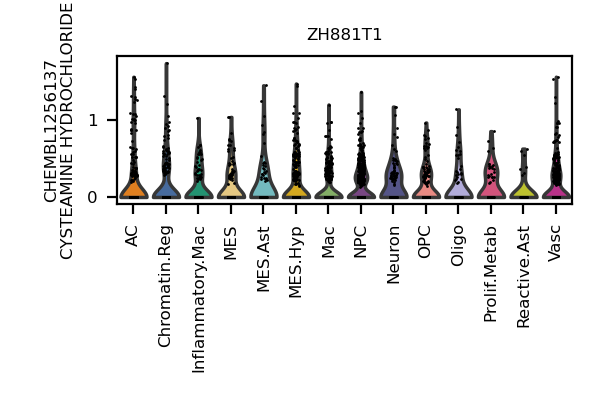 ZH881T1
CHEMBL1256137
CYSTEAMINE HYDROCHLORIDE
1
0
AC
Chromatin.Reg
Inflammatory.Mac
MES
MES.Ast
MES.Hyp
Mac
NPC
Neuron
OPC
Oligo
Prolif.Metab
Reactive.Ast
Vasc